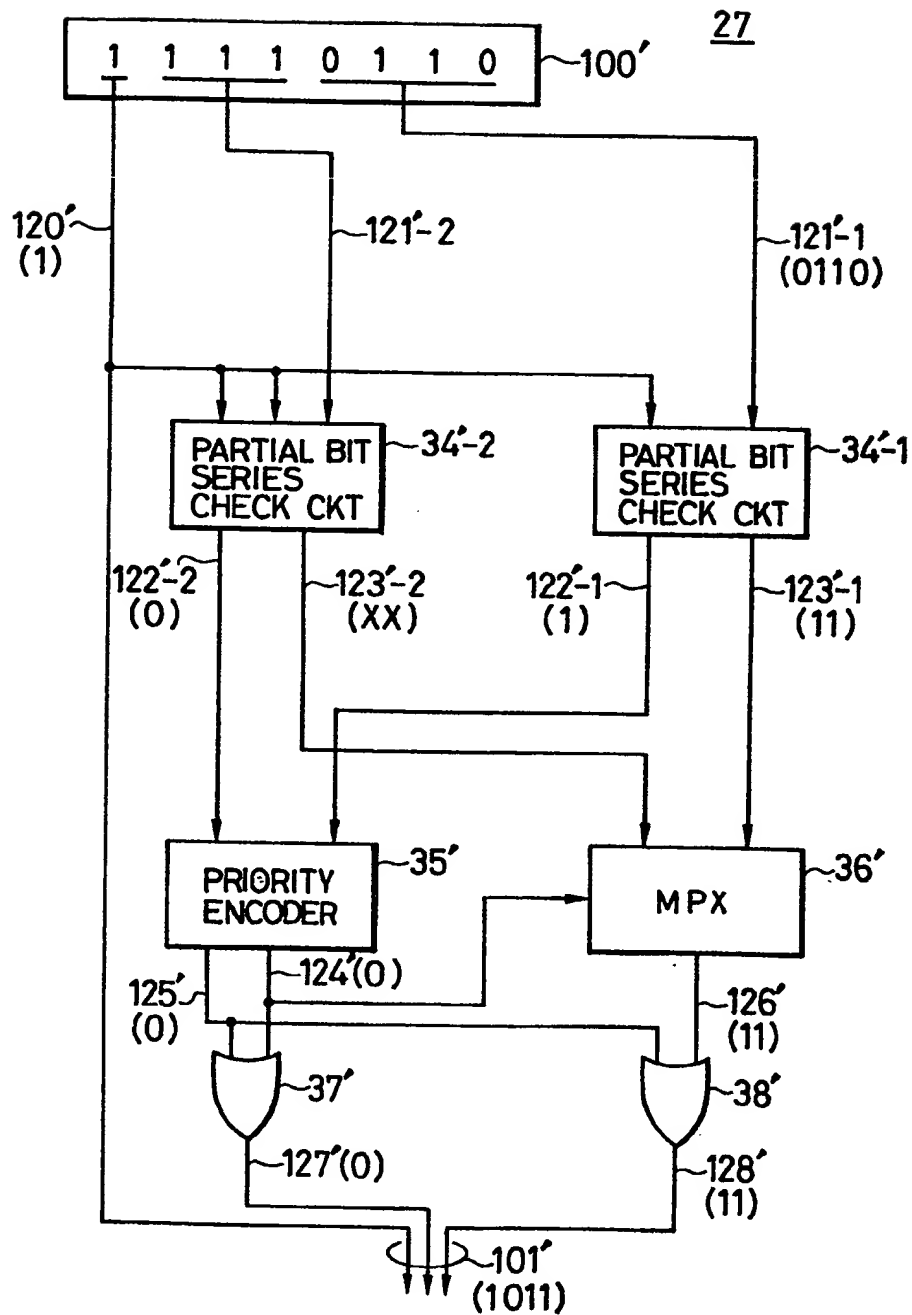 27
1 1 1 1 0 1 1 0
100'
120'
(1)
121'-2
121'-1
(0110)
PARTIAL BIT
SERIES
CHECK CKT
34'-2
PARTIAL BIT
SERIES
CHECK CKT
34'-1
122'-2
(0)
123'-2
(XX)
122'-1
(1)
123'-1
(11)
PRIORITY
ENCODER
35'
MPX
36'
125'
(0)
124'(0)
126'
(11)
37'
38'
127'(0)
128'
(11)
101'
(1011)